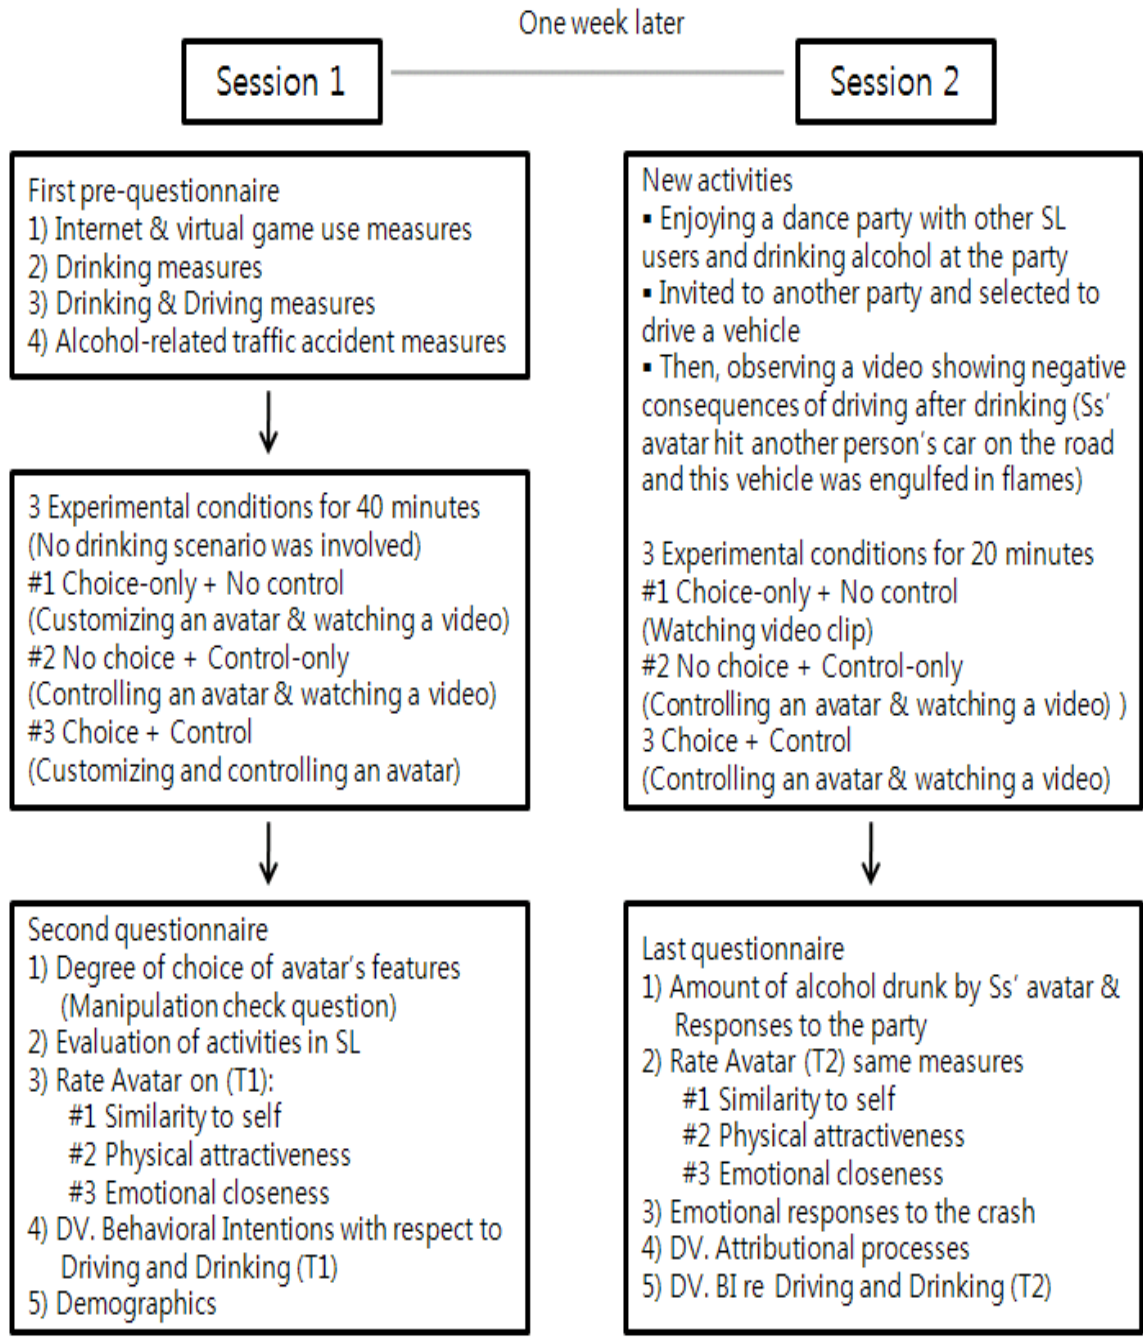 One week later
Session 1
Session 2
First pre-questionnaire
1) Internet & virtual game use measures
2) Drinking measures
3) Drinking & Driving measures
4) Alcohol-related traffic accident measures
3 Experimental conditions for 40 minutes
(No drinking scenario was involved)
#1 Choice-only + No control
(Customizing an avatar & watching a video)
#2 No choice + Control-only
(Controlling an avatar & watching a video)
#3 Choice + Control
(Customizing and controlling an avatar)
Second questionnaire
1) Degree of choice of avatar's features
(Manipulation check question)
2) Evaluation of activities in SL
3) Rate Avatar on (T1):
#1 Similarity to self
#2 Physical attractiveness
#3 Emotional closeness
4) DV. Behavioral Intentions with respect to
Driving and Drinking (T1)
5) Demographics
New activities
▪ Enjoying a dance party with other SL
users and drinking alcohol at the party
▪ Invited to another party and selected to
drive a vehicle
▪ Then, observing a video showing negative
consequences of driving after drinking (Ss'
avatar hit another person's car on the road
and this vehicle was engulfed in flames)
3 Experimental conditions for 20 minutes
#1 Choice-only + No control
(Watching video clip)
#2 No choice + Control-only
(Controlling an avatar & watching a video) )
3 Choice + Control
(Controlling an avatar & watching a video)
Last questionnaire
1) Amount of alcohol drunk by Ss' avatar &
Responses to the party
2) Rate Avatar (T2) same measures
#1 Similarity to self
#2 Physical attractiveness
#3 Emotional closeness
3) Emotional responses to the crash
4) DV. Attributional processes
5) DV. BI re Driving and Drinking (T2)